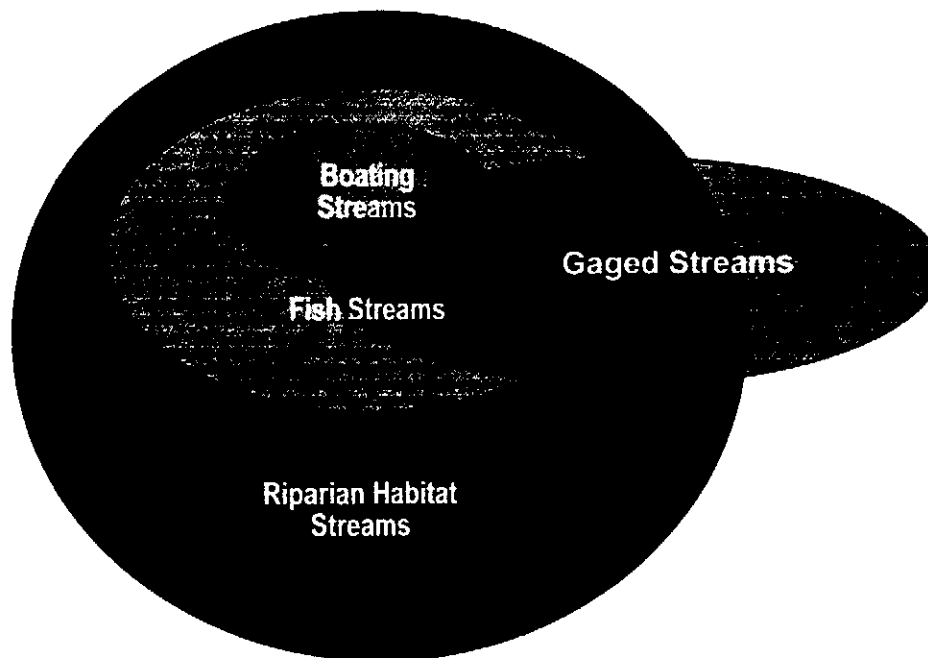 Boating
Streams
Gaged Streams
Fish Streams
Riparian Habitat
Streams